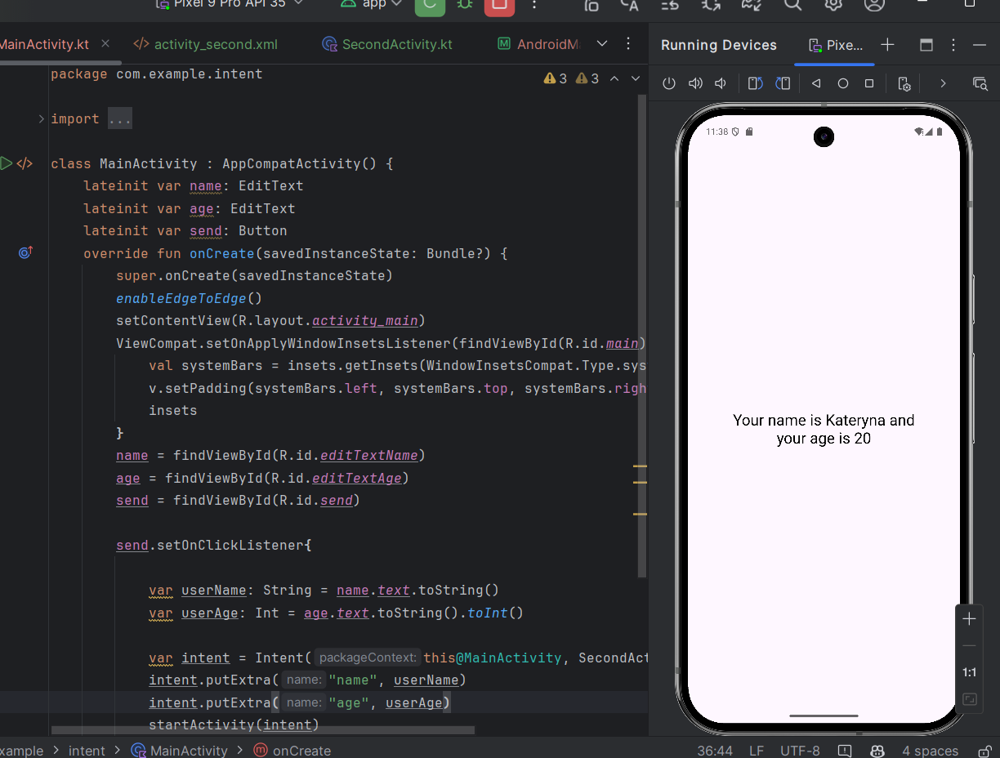 Pixel 9 Pro API 35
app
MainActivity.kt
activity_second.xml
SecondActivity.kt
AndroidM
Running Devices
Pixe...
package com.example.intent
3
3
import ...
class MainActivity : AppCompatActivity() {
lateinit var name: EditText
lateinit var age: EditText
lateinit var send: Button
override fun onCreate(savedInstanceState: Bundle?) {
super.onCreate(savedInstanceState)
enableEdgeToEdge()
setContentView(R.layout.activity_main)
ViewCompat.setOnApplyWindowInsetsListener(findViewById(R.id.main)
val systemBars = insets.getInsets(WindowInsetsCompat.Type.sys
v.setPadding(systemBars.left, systemBars.top, systemBars.righ
insets
}
name = findViewById(R.id.editTextName)
age = findViewById(R.id.editTextAge)
send = findViewById(R.id.send)
send.setOnClickListener{
var userName: String = name.text.toString()
var userAge: Int = age.text.toString().toInt()
var intent = Intent( packageContext: this@MainActivity, SecondAct
intent.putExtra( name: "name", userName)
intent.putExtra( name: "age", userAge)
startActivity(intent)
11:38
Your name is Kateryna and
your age is 20
1:1
xample > intent > MainActivity > onCreate
36:44 LF UTF-8 4 spaces